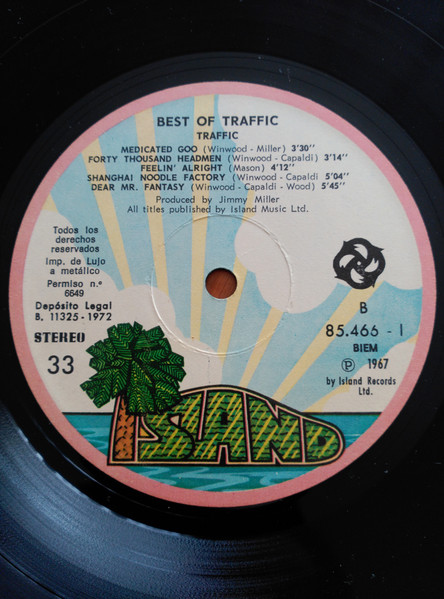 BEST OF TRAFFIC
TRAFFIC
MEDICATED GOO (Winwood - Miller) 3'30"
FORTY THOUSAND HEADMEN (Winwood - Capaldi) 3'14"
FEELIN' ALRIGHT (Mason) 4'12"
SHANGHAI NOODLE FACTORY (Winwood - Capaldi) 5'04"
DEAR MR. FANTASY (Winwood - Capaldi - Wood) 5'45"
Produced by Jimmy Miller
All titles published by Island Music Ltd.
Todos los
derechos
reservados
Imp. de Lujo
a metálico
Permiso n.º
6649
Depósito Legal
B. 11325 - 1972
STEREO
33
B
85.466 - I
BIEM
Ⓟ 1967
by Island Records
Ltd.
ISLAND